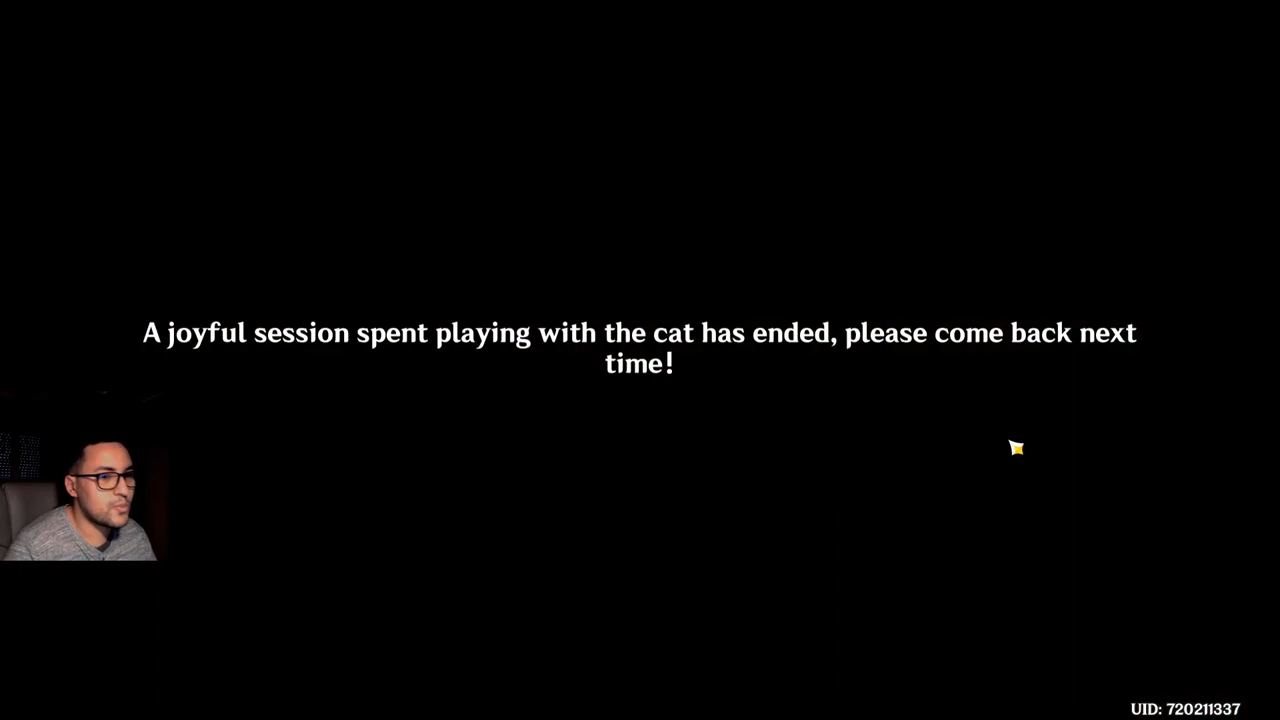 A joyful session spent playing with the cat has ended, please come back next
time!
UID: 720211337